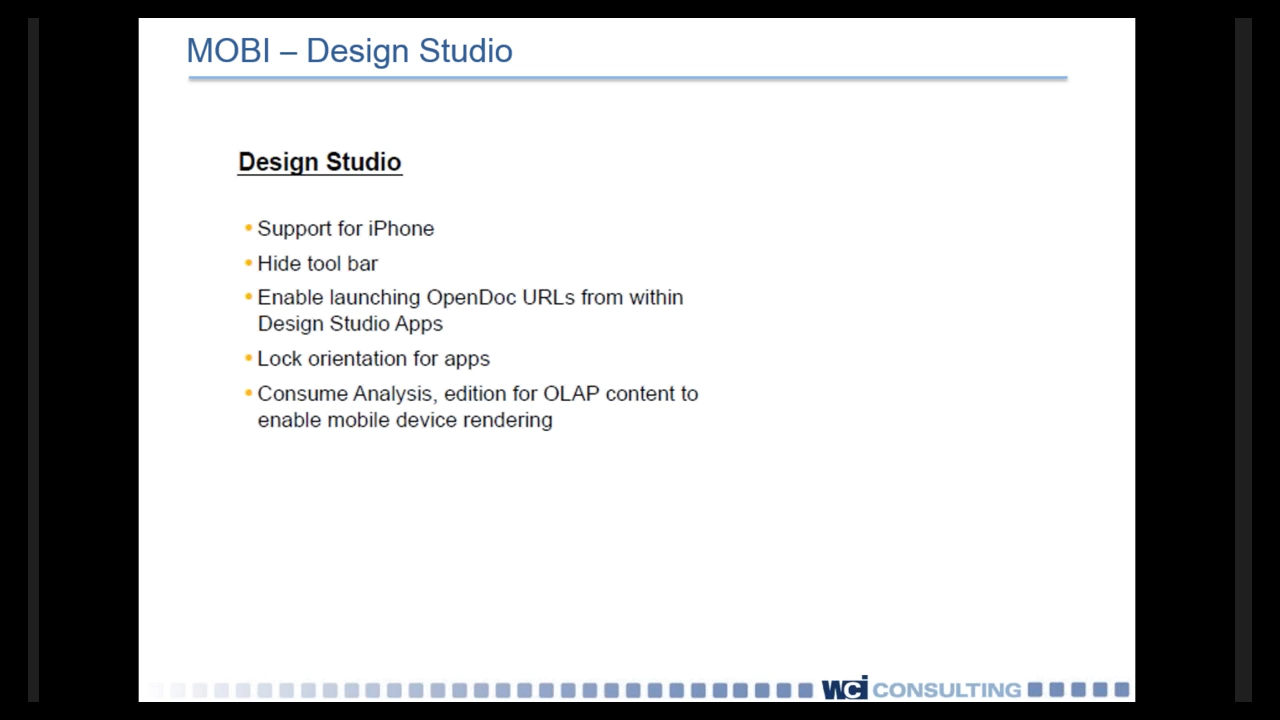 MOBI – Design Studio
Design Studio
• Support for iPhone
• Hide tool bar
• Enable launching OpenDoc URLs from within
Design Studio Apps
• Lock orientation for apps
• Consume Analysis, edition for OLAP content to
enable mobile device rendering
WCI CONSULTING